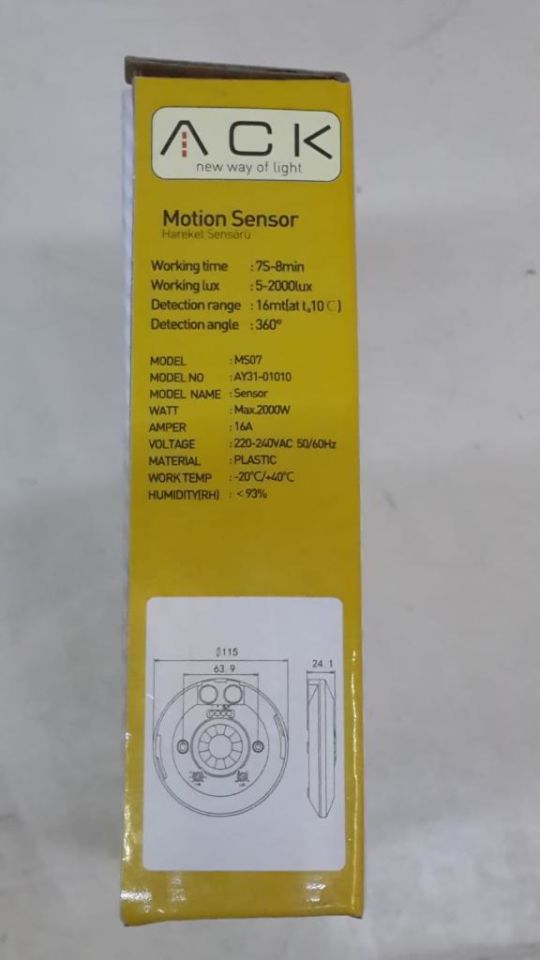 ACK
new way of light
Motion Sensor
Hareket Sensörü
Working time : 7S-8min
Working lux : 5-2000lux
Detection range : 16mt(at tₐ10℃)
Detection angle : 360°
MODEL : MS07
MODEL NO : AY31-01010
MODEL NAME : Sensor
WATT : Max.2000W
AMPER : 16A
VOLTAGE : 220-240VAC 50/60Hz
MATERIAL : PLASTIC
WORK TEMP : -20°C/+40°C
HUMIDITY(RH) : <93%
∮115
63.9
24.1